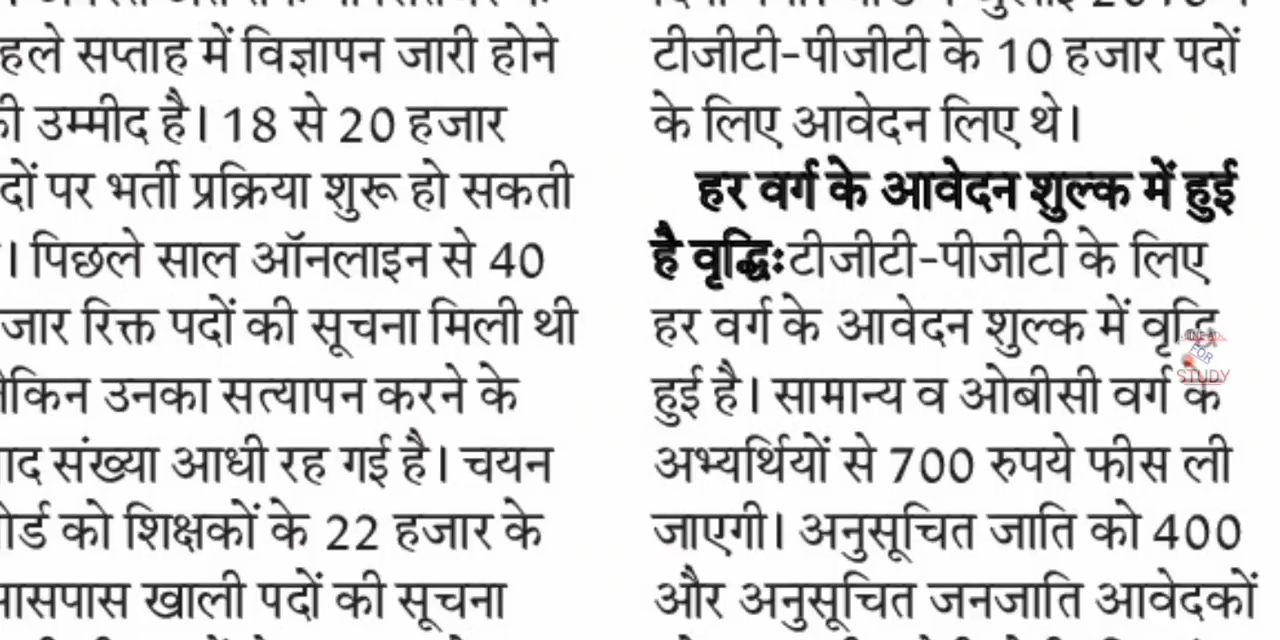 सप्ताह में विज्ञापन जारी होने
उम्मीद है। 18 से 20 हजार
पर भर्ती प्रक्रिया शुरू हो सकती
। पिछले साल ऑनलाइन से 40
रिक्त पदों की सूचना मिली थी
उनका सत्यापन करने के
संख्या आधी रह गई है। चयन
को शिक्षकों के 22 हजार के
खाली पदों की सूचना
टीजीटी-पीजीटी के 10 हजार पदों
के लिए आवेदन लिए थे।
हर वर्ग के आवेदन शुल्क में हुई
है वृद्धिः टीजीटी-पीजीटी के लिए
हर वर्ग के आवेदन शुल्क में वृद्धि
हुई है। सामान्य व ओबीसी वर्ग के
अभ्यर्थियों से 700 रुपये फीस ली
जाएगी। अनुसूचित जाति को 400
और अनुसूचित जनजाति आवेदकों
FOR
STUDY